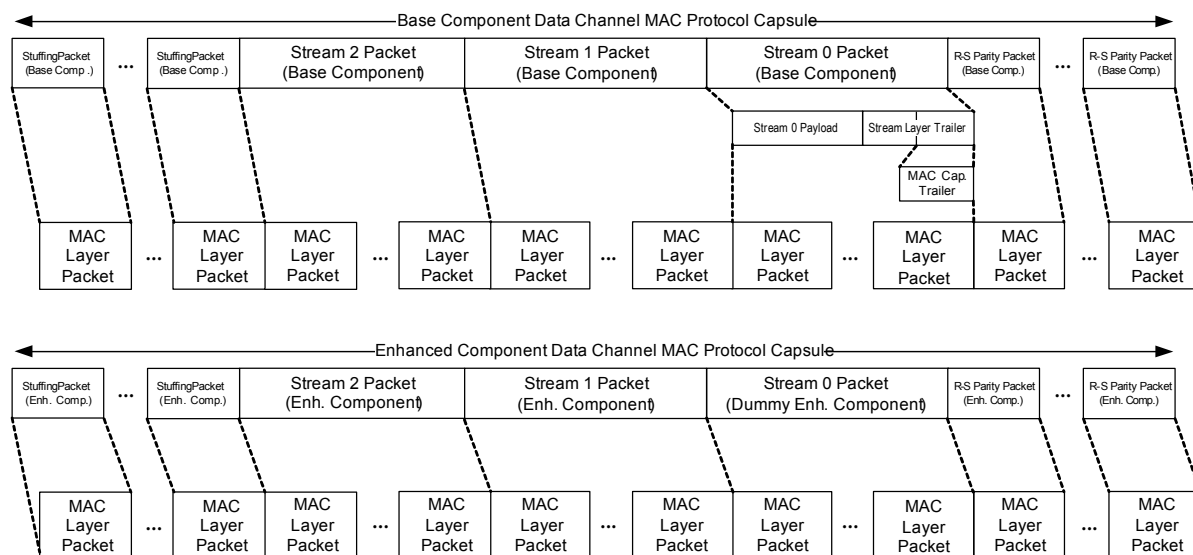 Base Component Data Channel MAC Protocol Capsule
StuffingPacket
(Base Comp .)
...
StuffingPacket
(Base Comp .)
Stream 2 Packet
(Base Component)
Stream 1 Packet
(Base Component)
Stream 0 Packet
(Base Component)
R-S Parity Packet
(Base Comp.)
...
R-S Parity Packet
(Base Comp.)
Stream 0 Payload
Stream Layer Trailer
MAC Cap.
Trailer
MAC
Layer
Packet
...
MAC
Layer
Packet
MAC
Layer
Packet
...
MAC
Layer
Packet
MAC
Layer
Packet
...
MAC
Layer
Packet
MAC
Layer
Packet
...
MAC
Layer
Packet
MAC
Layer
Packet
...
MAC
Layer
Packet
Enhanced Component Data Channel MAC Protocol Capsule
StuffingPacket
(Enh. Comp.)
...
StuffingPacket
(Enh. Comp.)
Stream 2 Packet
(Enh. Component)
Stream 1 Packet
(Enh. Component)
Stream 0 Packet
(Dummy Enh. Component)
R-S Parity Packet
(Enh. Comp.)
...
R-S Parity Packet
(Enh. Comp.)
MAC
Layer
Packet
...
MAC
Layer
Packet
MAC
Layer
Packet
...
MAC
Layer
Packet
MAC
Layer
Packet
...
MAC
Layer
Packet
MAC
Layer
Packet
...
MAC
Layer
Packet
MAC
Layer
Packet
...
MAC
Layer
Packet